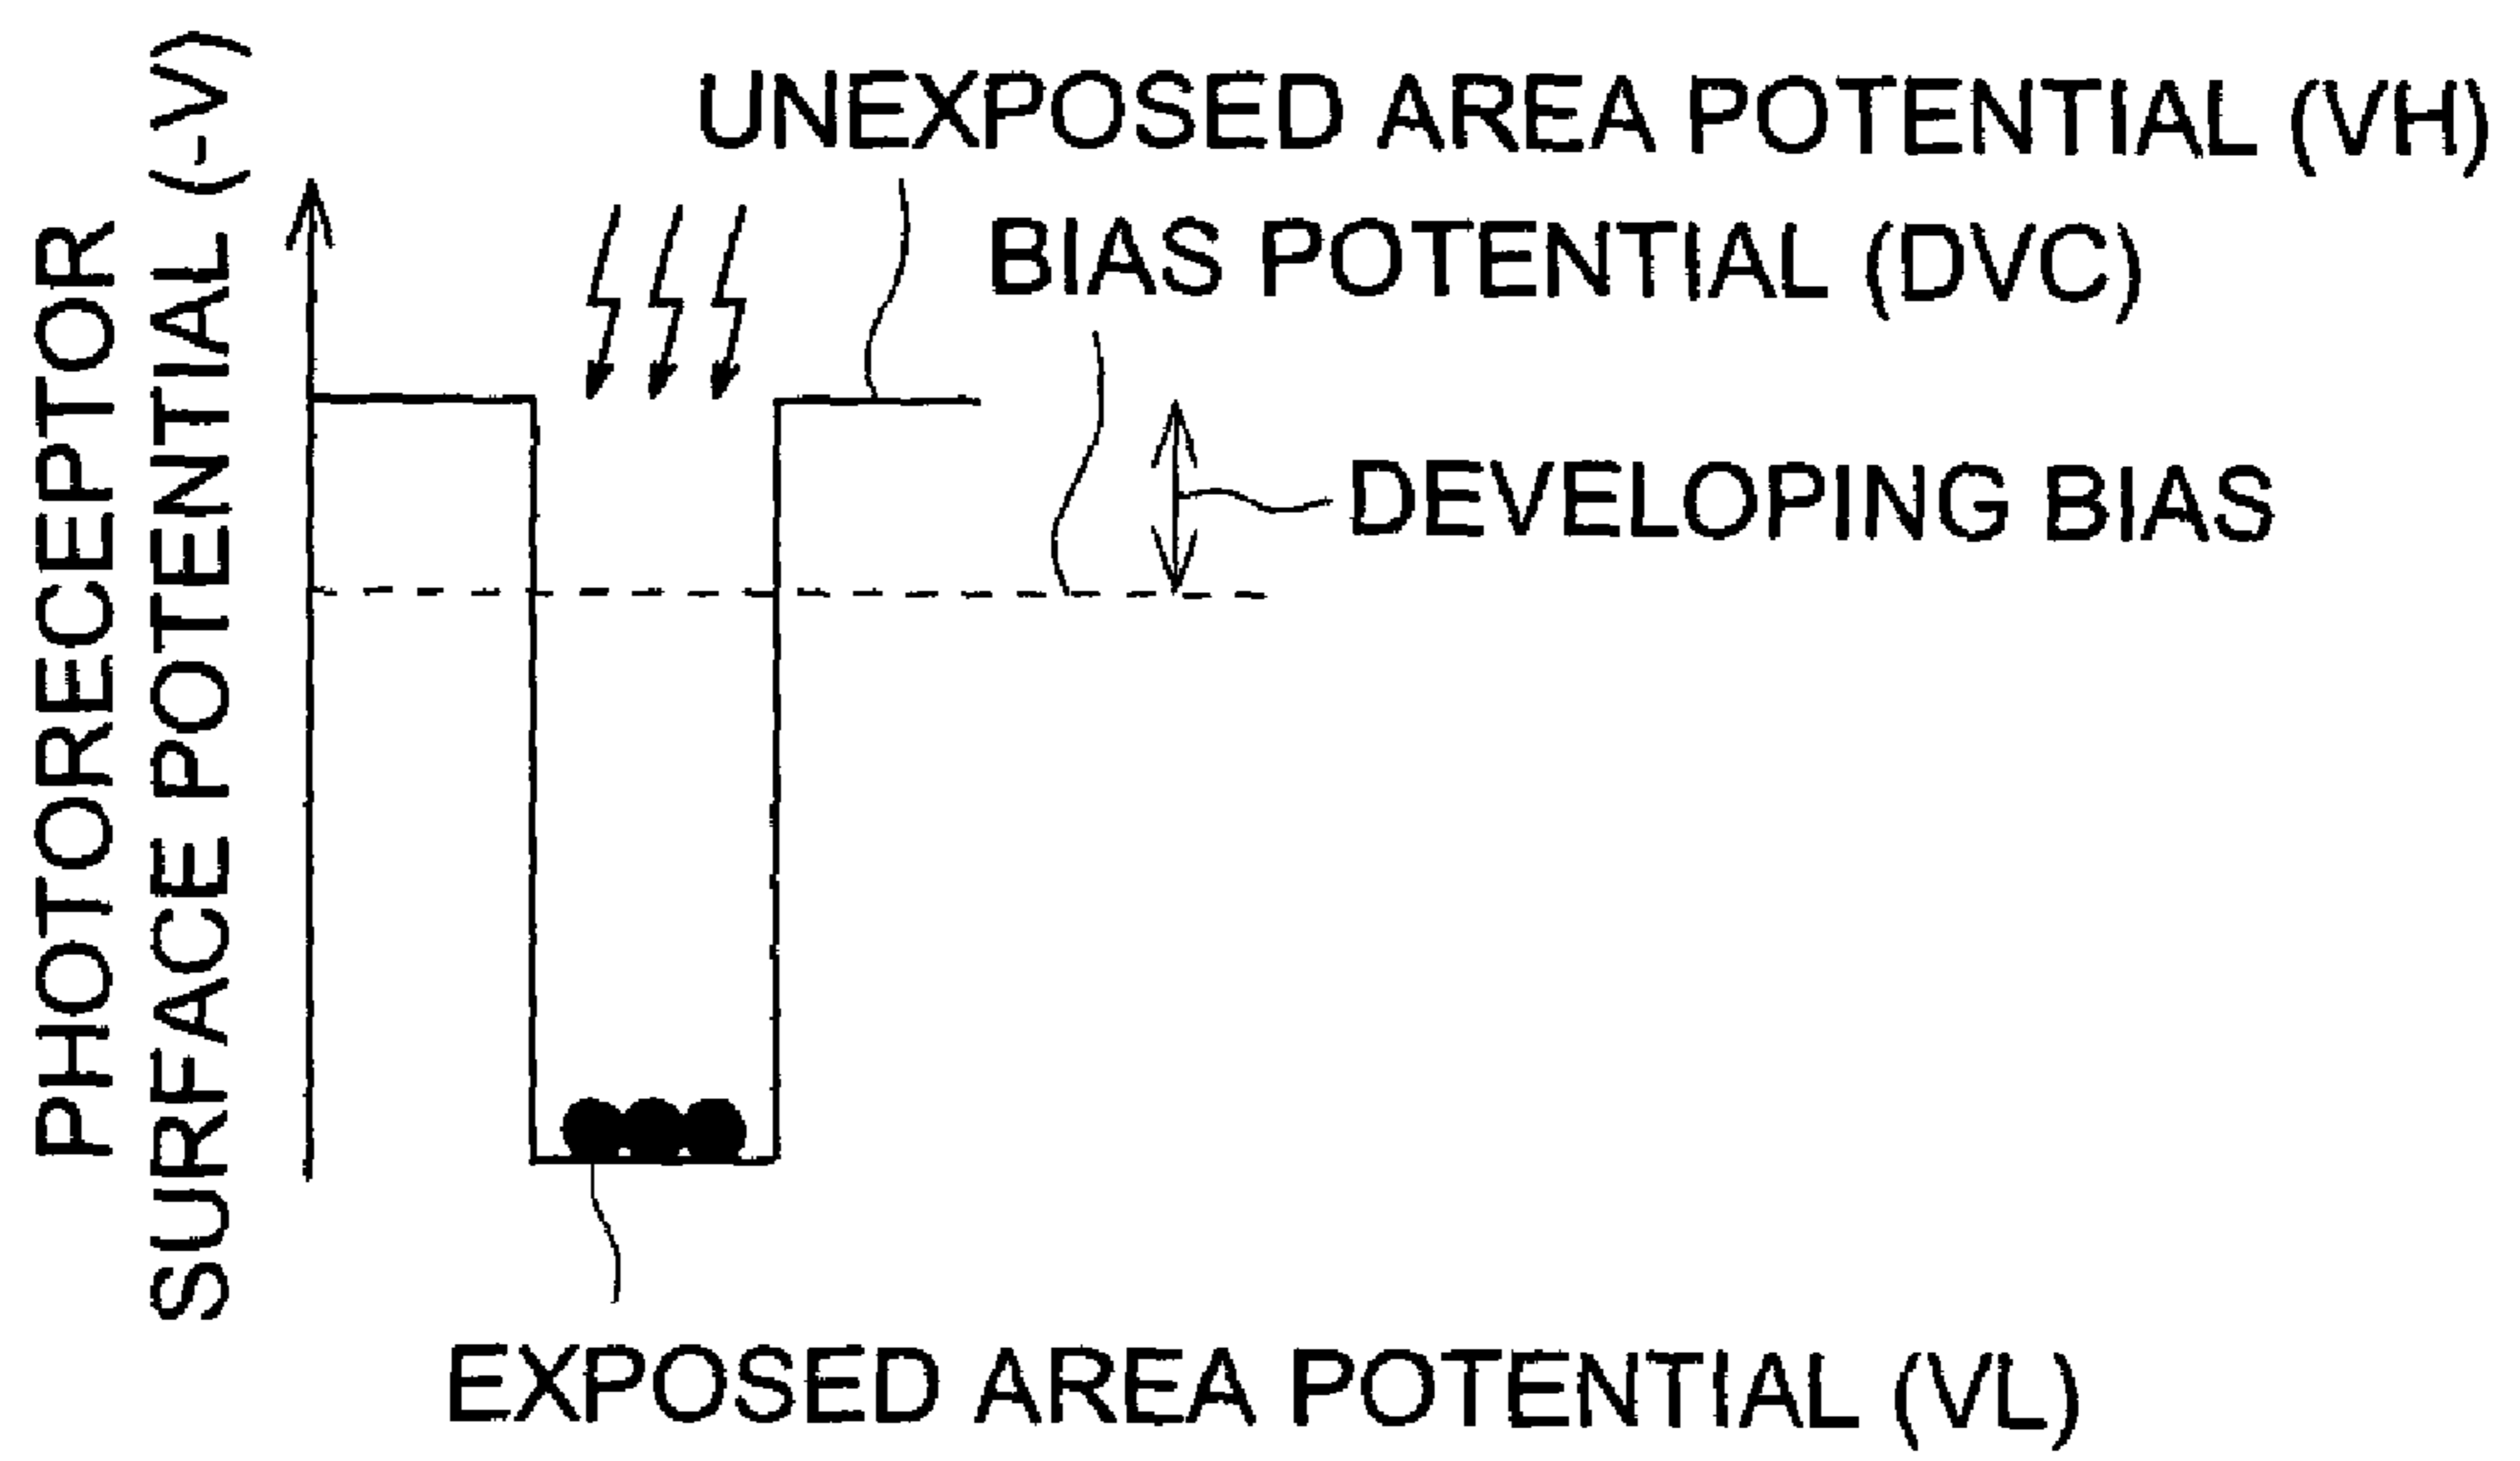 PHOTORECEPTOR
SURFACE POTENTIAL (-V)
UNEXPOSED AREA POTENTIAL (VH)
BIAS POTENTIAL (DVC)
DEVELOPING BIAS
EXPOSED AREA POTENTIAL (VL)